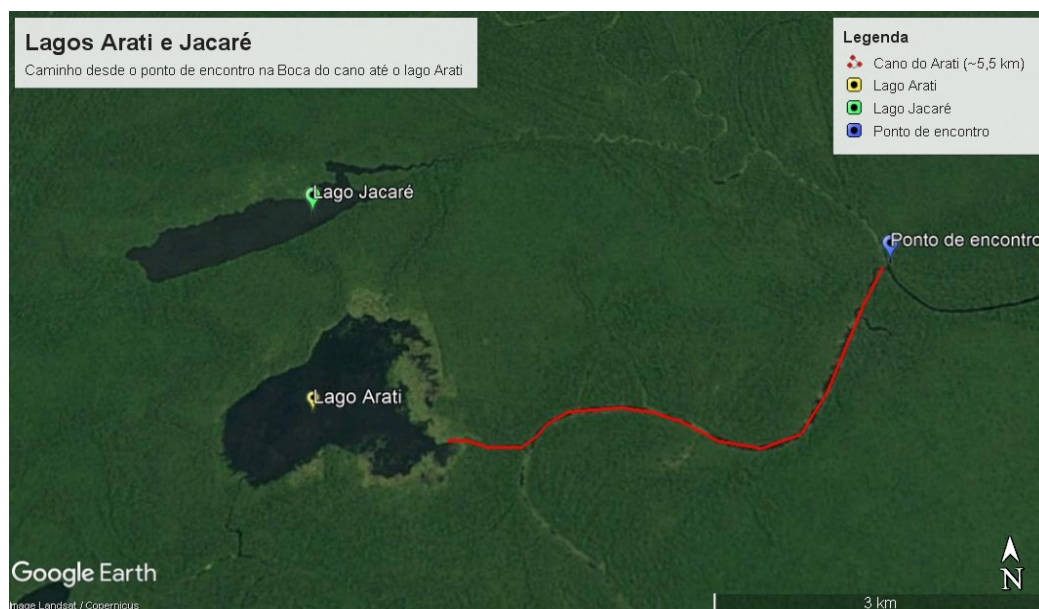 Lagos Arati e Jacaré
Caminho desde o ponto de encontro na Boca do cano até o lago Arati
Legenda
Cano do Arati (~5,5 km)
Lago Arati
Lago Jacaré
Ponto de encontro
Lago Jacaré
Ponto de encontro
Lago Arati
Google Earth
Image Landsat / Copernicus
N
3 km